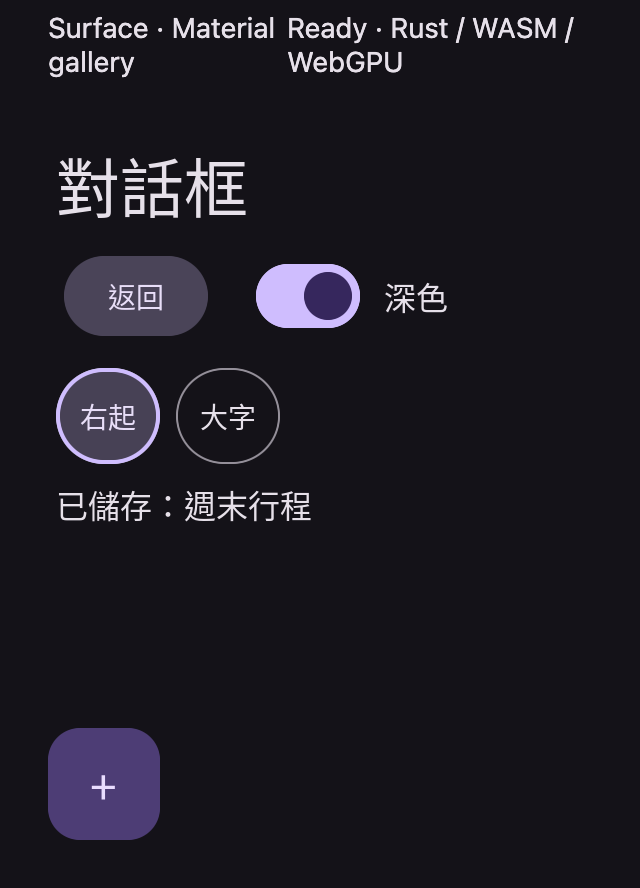 Surface · Material gallery
Ready · Rust / WASM / WebGPU
對話框
返回
深色
右起
大字
已儲存：週末行程
+